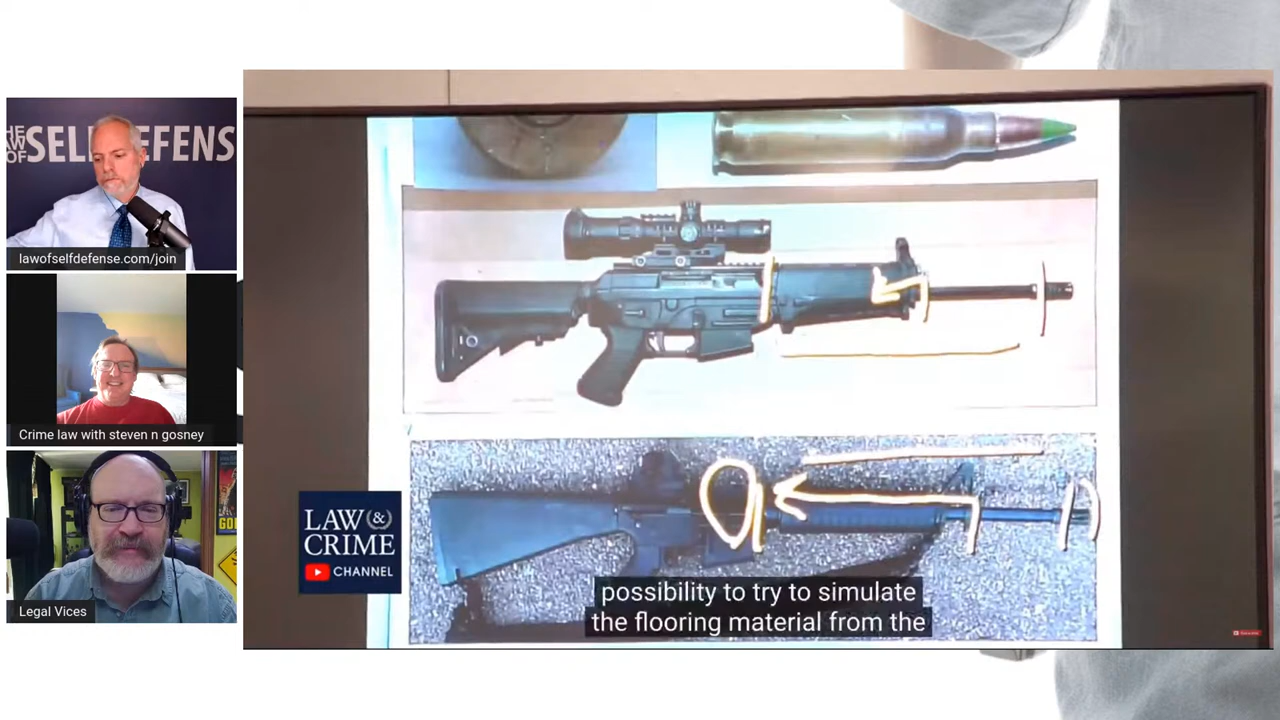 THE
LAW
OF
SELF DEFENS
lawofselfdefense.com/join
Crime law with steven n gosney
Legal Vices
LAW &
CRIME
CHANNEL
possibility to try to simulate
the flooring material from the